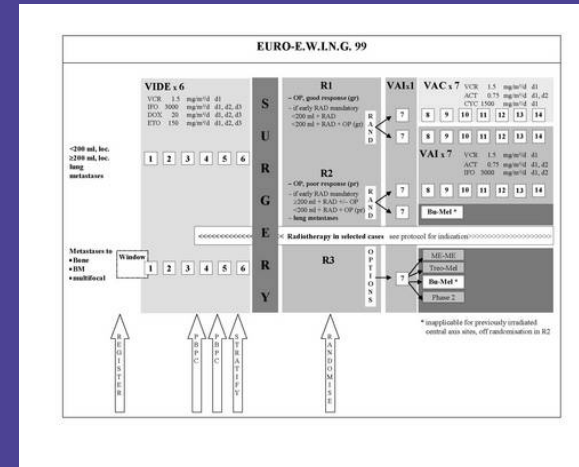 EURO-E.W.I.N.G. 99
VIDE x 6
VCR 1.5 mg/m²/d d1
IFO 3000 mg/m²/d d1, d2, d3
DOX 20 mg/m²/d d1, d2, d3
ETO 150 mg/m²/d d1, d2, d3
<200 ml, loc.
≥200 ml, loc.
lung
metastases
1 2 3 4 5 6
SURGERY
R1
– OP, good response (gr)
– if early RAD mandatory
<200 ml + RAD
<200 ml + RAD + OP (gr)
RAND
VAI x 1
7
7
VAC x 7
VCR 1.5 mg/m²/d d1
ACT 0.75 mg/m²/d d1, d2
CYC 1500 mg/m²/d d1
8 9 10 11 12 13 14
VAI x 7
VCR 1.5 mg/m²/d d1
ACT 0.75 mg/m²/d d1, d2
IFO 3000 mg/m²/d d1, d2
8 9 10 11 12 13 14
R2
– OP, poor response (pr)
– if early RAD mandatory
≥200 ml + RAD +/- OP
<200 ml + RAD + OP (pr)
– lung metastases
RAND
7
7
Bu-Mel *
Radiotherapy in selected cases see protocol for indication
Metastases to
•Bone
•BM
•multifocal
Window
1 2 3 4 5 6
R3
OPTIONS
7
ME-ME
Treo-Mel
Bu-Mel *
Phase 2
* inapplicable for previously irradiated
central axis sites, off randomisation in R2
REGISTER
PBPC
PBPC
STRATIFY
RANDOMISE